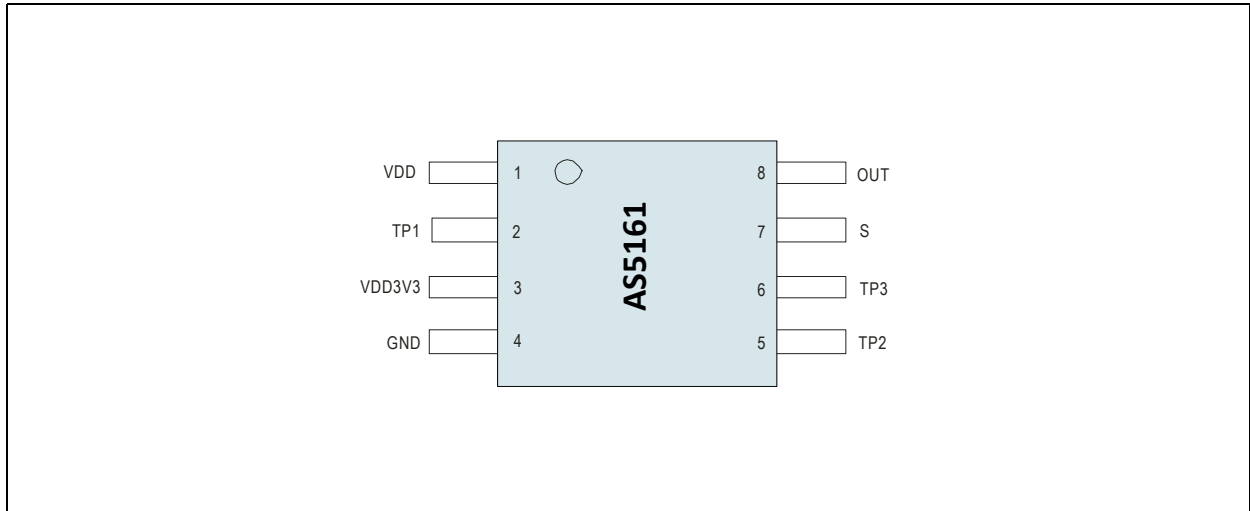 VDD 1 8 OUT
TP1 2 7 S
VDD3V3 3 6 TP3
GND 4 5 TP2
AS5161